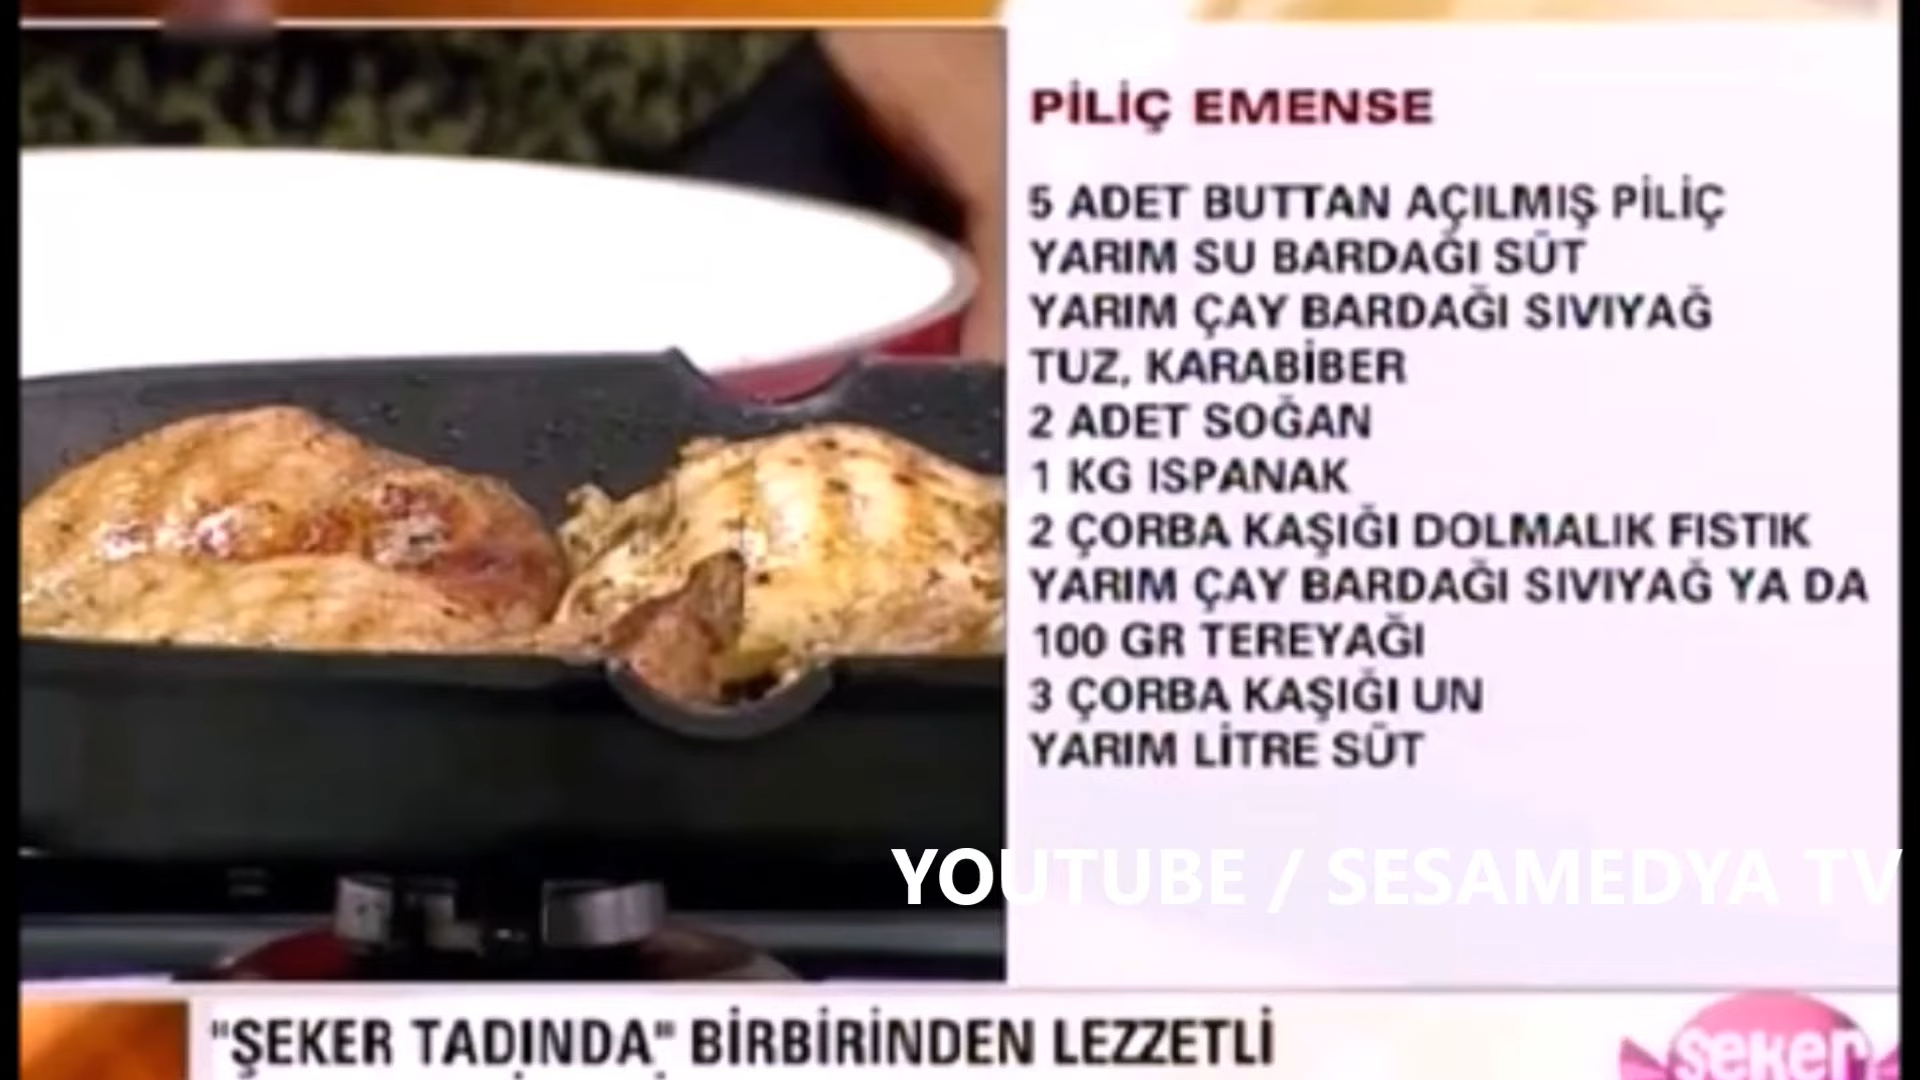 PİLİÇ EMENSE
5 ADET BUTTAN AÇILMIŞ PİLİÇ
YARIM SU BARDAĞI SÜT
YARIM ÇAY BARDAĞI SIVIYAĞ
TUZ, KARABİBER
2 ADET SOĞAN
1 KG ISPANAK
2 ÇORBA KAŞIĞI DOLMALIK FISTIK
YARIM ÇAY BARDAĞI SIVIYAĞ YA DA
100 GR TEREYAĞI
3 ÇORBA KAŞIĞI UN
YARIM LİTRE SÜT
YOUTUBE / SESAMEDYA TV
"ŞEKER TADINDA" BİRBİRİNDEN LEZZETLİ
şeker